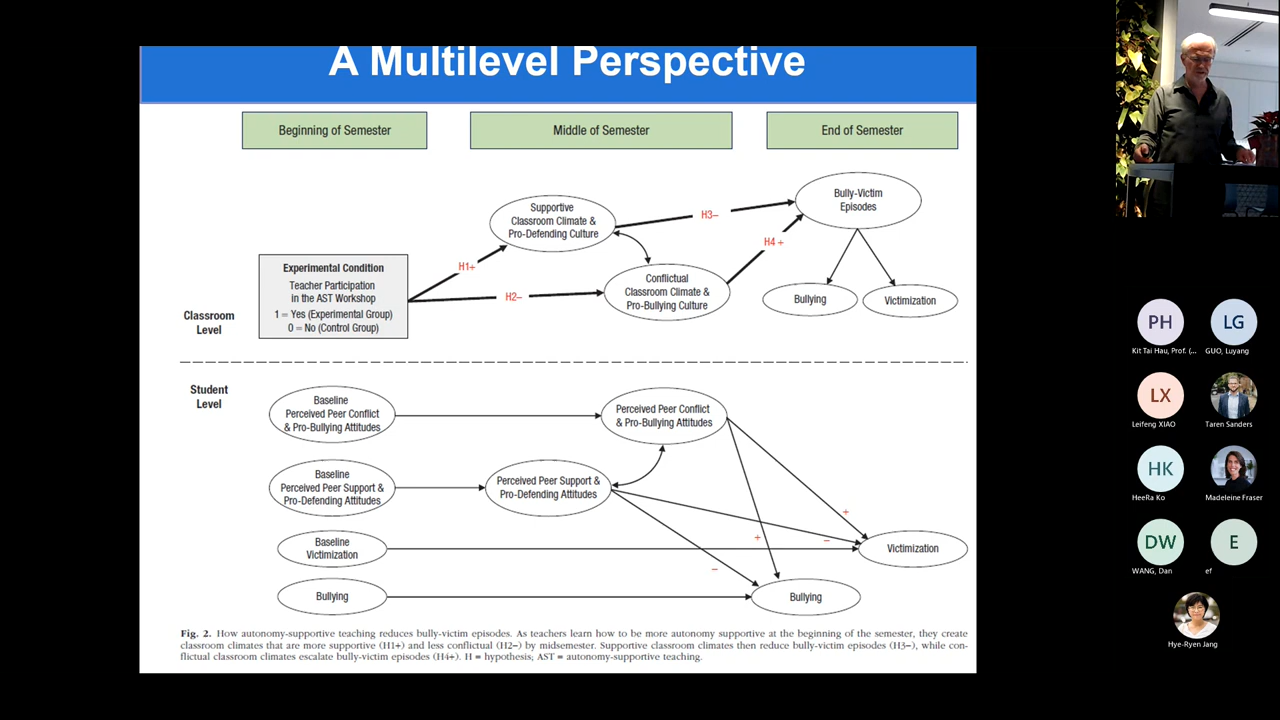 A Multilevel Perspective
Beginning of Semester
Middle of Semester
End of Semester
Supportive
Classroom Climate &
Pro-Defending Culture
Bully-Victim
Episodes
H3–
H4 +
H1+
H2–
Experimental Condition
Teacher Participation
in the AST Workshop
1 = Yes (Experimental Group)
0 = No (Control Group)
Conflictual
Classroom Climate &
Pro-Bullying Culture
Bullying
Victimization
Classroom
Level
Student
Level
Baseline
Perceived Peer Conflict
& Pro-Bullying Attitudes
Perceived Peer Conflict
& Pro-Bullying Attitudes
Baseline
Perceived Peer Support &
Pro-Defending Attitudes
Perceived Peer Support &
Pro-Defending Attitudes
+
+
–
–
Baseline
Victimization
Victimization
Bullying
Bullying
Fig. 2. How autonomy-supportive teaching reduces bully-victim episodes. As teachers learn how to be more autonomy supportive at the beginning of the semester, they create
classroom climates that are more supportive (H1+) and less conflictual (H2–) by midsemester. Supportive classroom climates then reduce bully-victim episodes (H3–), while con-
flictual classroom climates escalate bully-victim episodes (H4+). H = hypothesis; AST = autonomy-supportive teaching.
PH
LG
Kit Tai Hau, Prof. (...
GUO, Luyang
LX
Leifeng XIAO
Taren Sanders
HK
HeeRa Ko
Madeleine Fraser
DW
E
WANG, Dan
ef
Hye-Ryen Jang